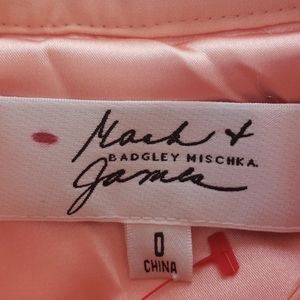 Mark +
BADGLEY MISCHKA
James
0
CHINA